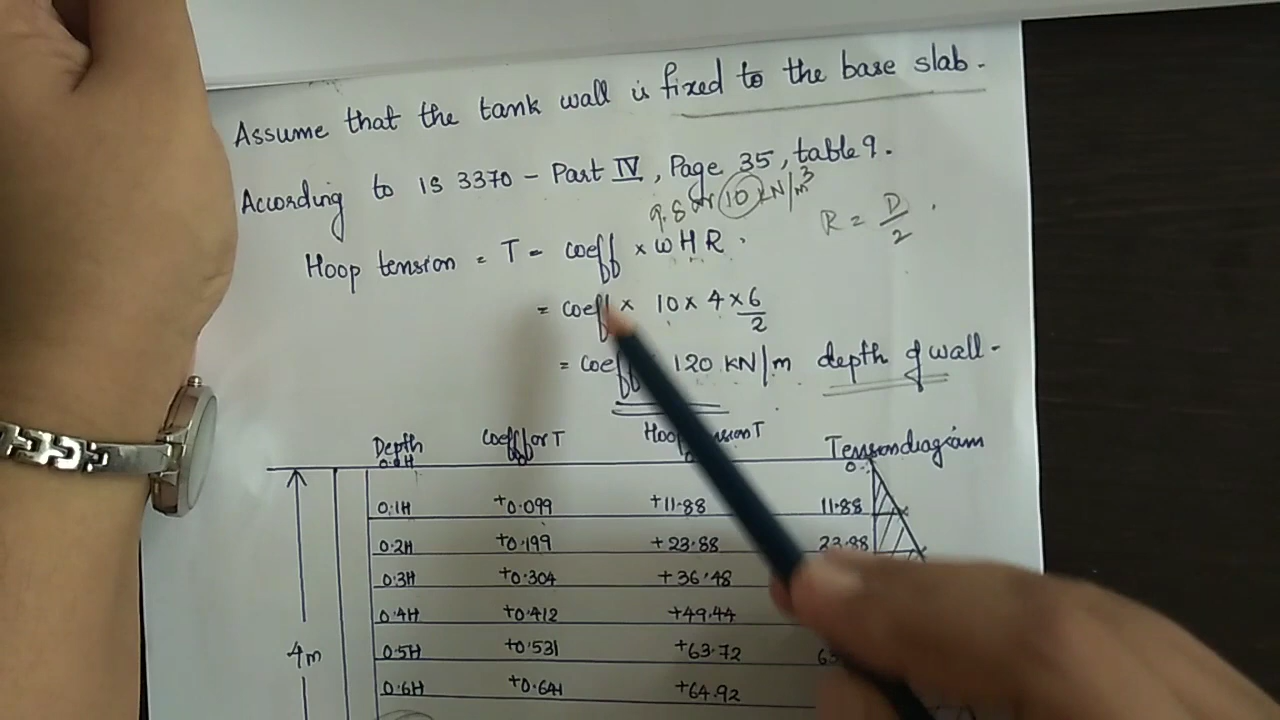 Assume that the tank wall is fixed to the base slab.
According to IS 3370 - Part IV, Page 35, table 9.
9.8 or 10 KN/m³
R = D/2 .
Hoop tension = T = coeff × ωHR.
= coeff × 10 × 4 × 6/2
= coeff 120 KN/m depth of wall-
Depth Coeff for T T Tension diagram
0.0H 0.
0.1H +0.099 +11.88 11.88
0.2H +0.199 +23.88 23.88
0.3H +0.304 +36.48
0.4H +0.412 +49.44
0.5H +0.531 +63.72
0.6H +0.641 +64.92
4m